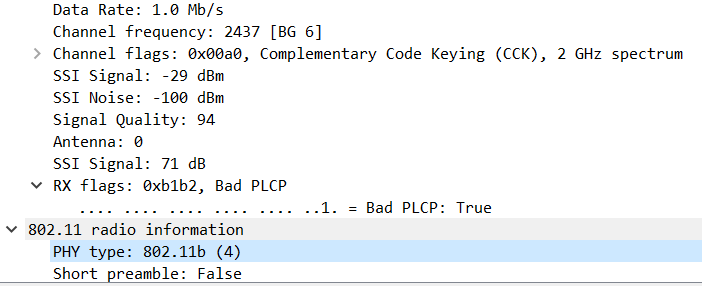 Data Rate: 1.0 Mb/s
Channel frequency: 2437 [BG 6]
Channel flags: 0x00a0, Complementary Code Keying (CCK), 2 GHz spectrum
SSI Signal: -29 dBm
SSI Noise: -100 dBm
Signal Quality: 94
Antenna: 0
SSI Signal: 71 dB
RX flags: 0xb1b2, Bad PLCP
.... .... .... .... .... ..1. = Bad PLCP: True
802.11 radio information
PHY type: 802.11b (4)
Short preamble: False